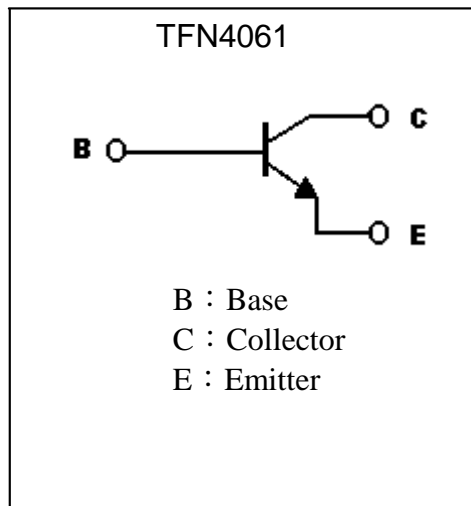 TFN4061
C
B
E
B：Base
C：Collector
E：Emitter